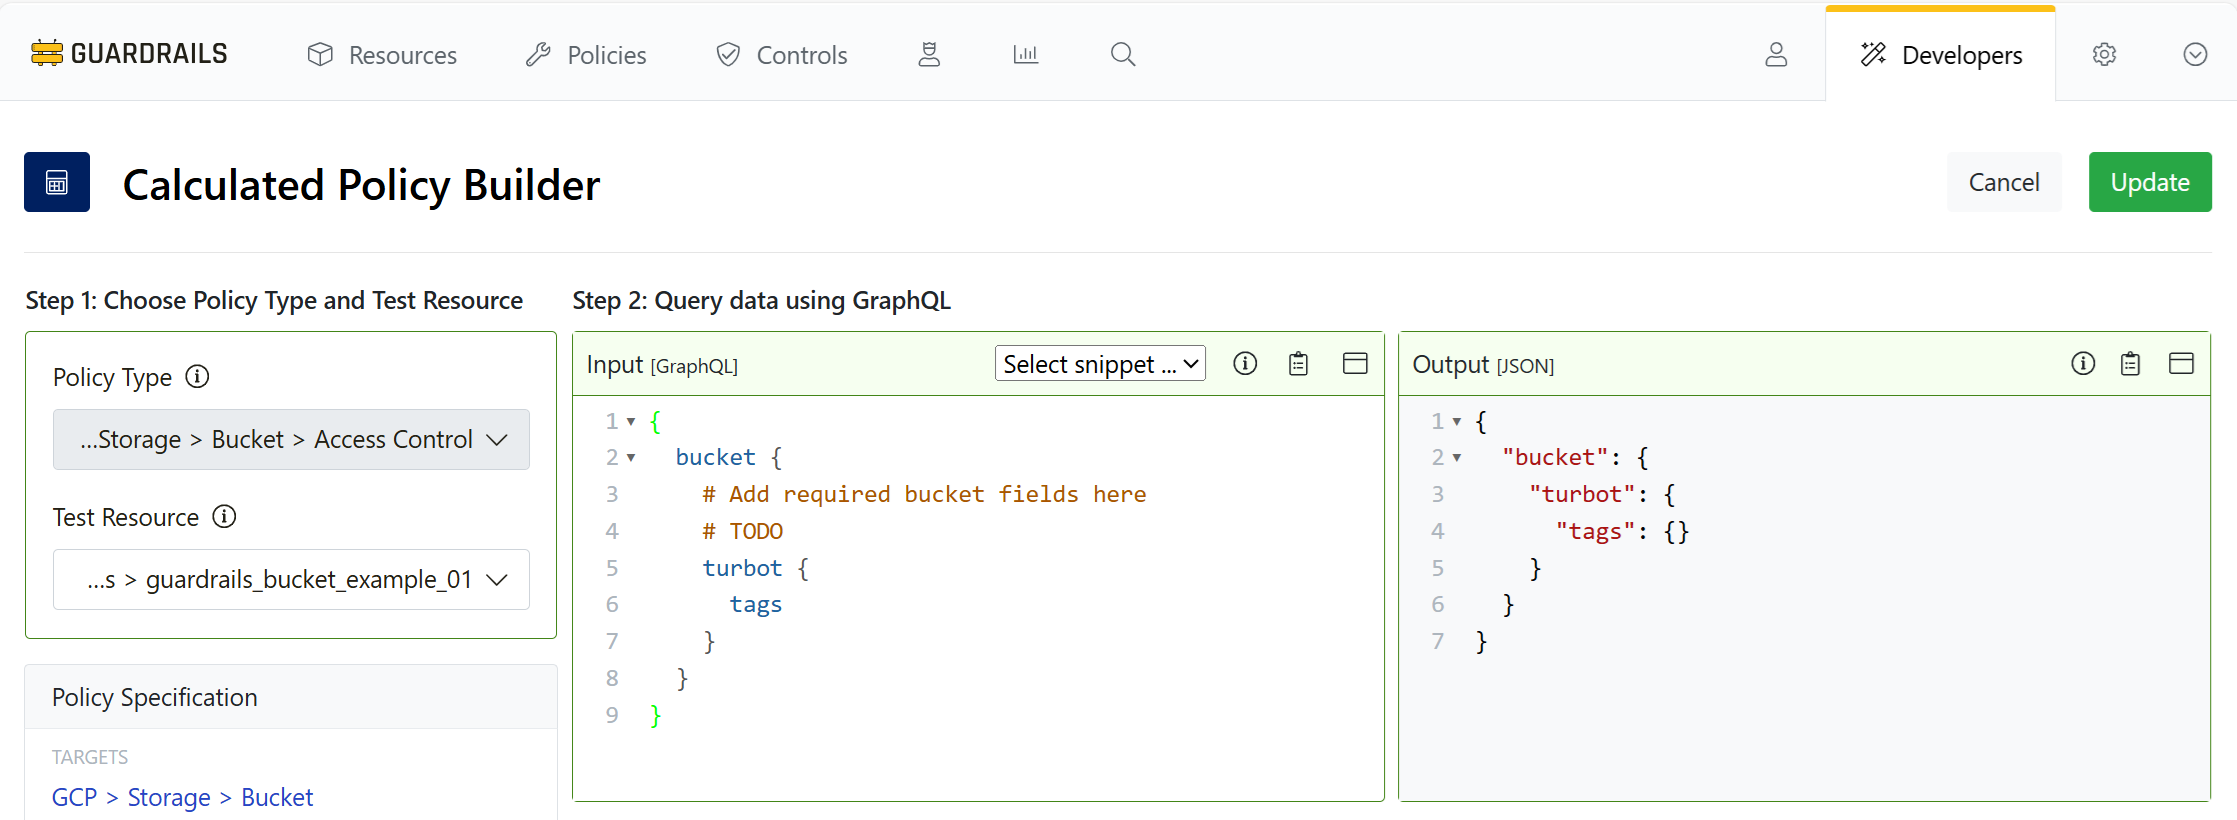 GUARDRAILS
Resources
Policies
Controls
Developers
Calculated Policy Builder
Cancel
Update
Step 1: Choose Policy Type and Test Resource
Policy Type
...Storage > Bucket > Access Control
Test Resource
...s > guardrails_bucket_example_01
Policy Specification
TARGETS
GCP > Storage > Bucket
Step 2: Query data using GraphQL
Input [GraphQL]
Select snippet ...
1 {
2 bucket {
3 # Add required bucket fields here
4 # TODO
5 turbot {
6 tags
7 }
8 }
9 }
Output [JSON]
1 {
2 "bucket": {
3 "turbot": {
4 "tags": {}
5 }
6 }
7 }